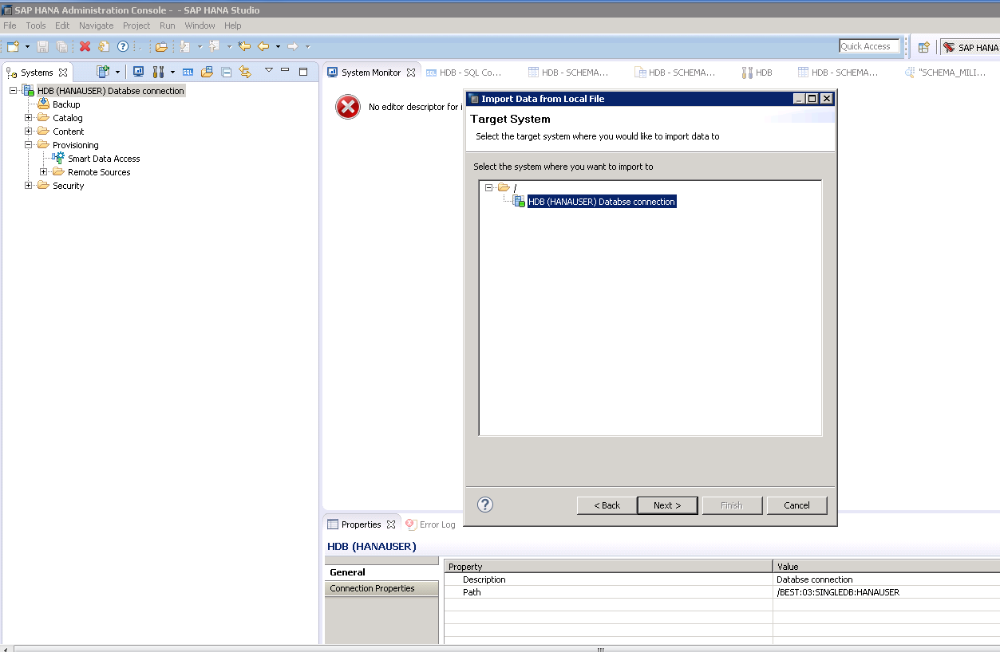 SAP HANA Administration Console -  - SAP HANA Studio
File Tools Edit Navigate Project Run Window Help
Quick Access
SAP HANA
Systems
System Monitor
HDB - SQL Co...
HDB - SCHEMA...
HDB - SCHEMA...
HDB
HDB - SCHEMA...
"SCHEMA_MILI...
HDB (HANAUSER) Databse connection
Backup
Catalog
Content
Provisioning
Smart Data Access
Remote Sources
Security
No editor descriptor for i
Import Data from Local File
Target System
Select the target system where you would like to import data to
Select the system where you want to import to
/
HDB (HANAUSER) Databse connection
< Back
Next >
Finish
Cancel
Properties
Error Log
HDB (HANAUSER)
General
Connection Properties
Property Value
Description Databse connection
Path /BEST:03:SINGLEDB:HANAUSER